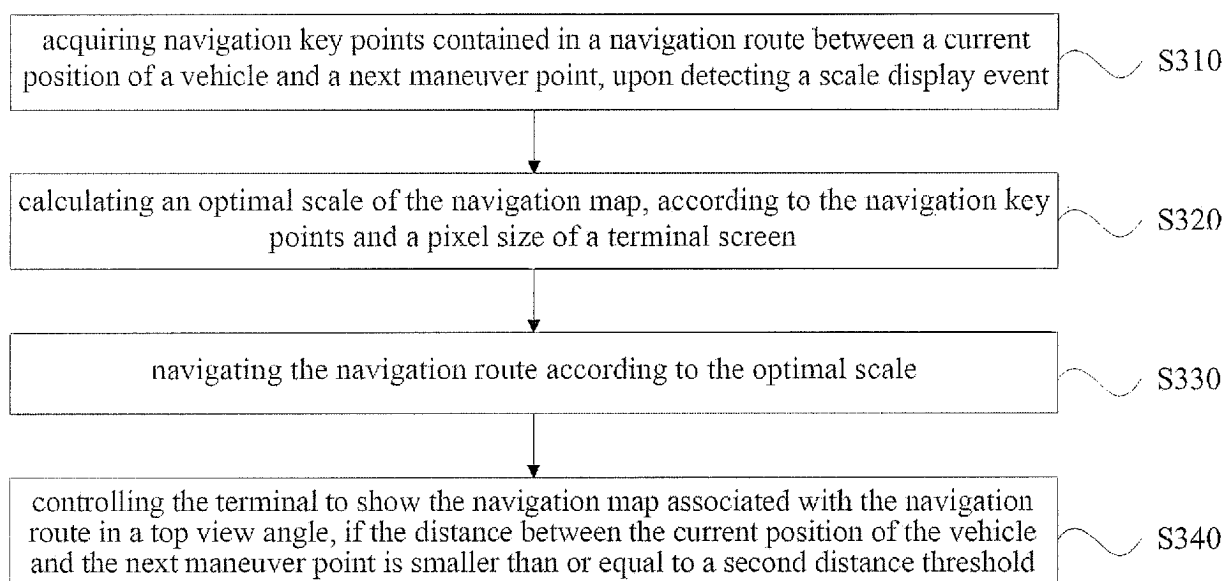 acquiring navigation key points contained in a navigation route between a current
position of a vehicle and a next maneuver point, upon detecting a scale display event
S310
calculating an optimal scale of the navigation map, according to the navigation key
points and a pixel size of a terminal screen
S320
navigating the navigation route according to the optimal scale
S330
controlling the terminal to show the navigation map associated with the navigation
route in a top view angle, if the distance between the current position of the vehicle
and the next maneuver point is smaller than or equal to a second distance threshold
S340